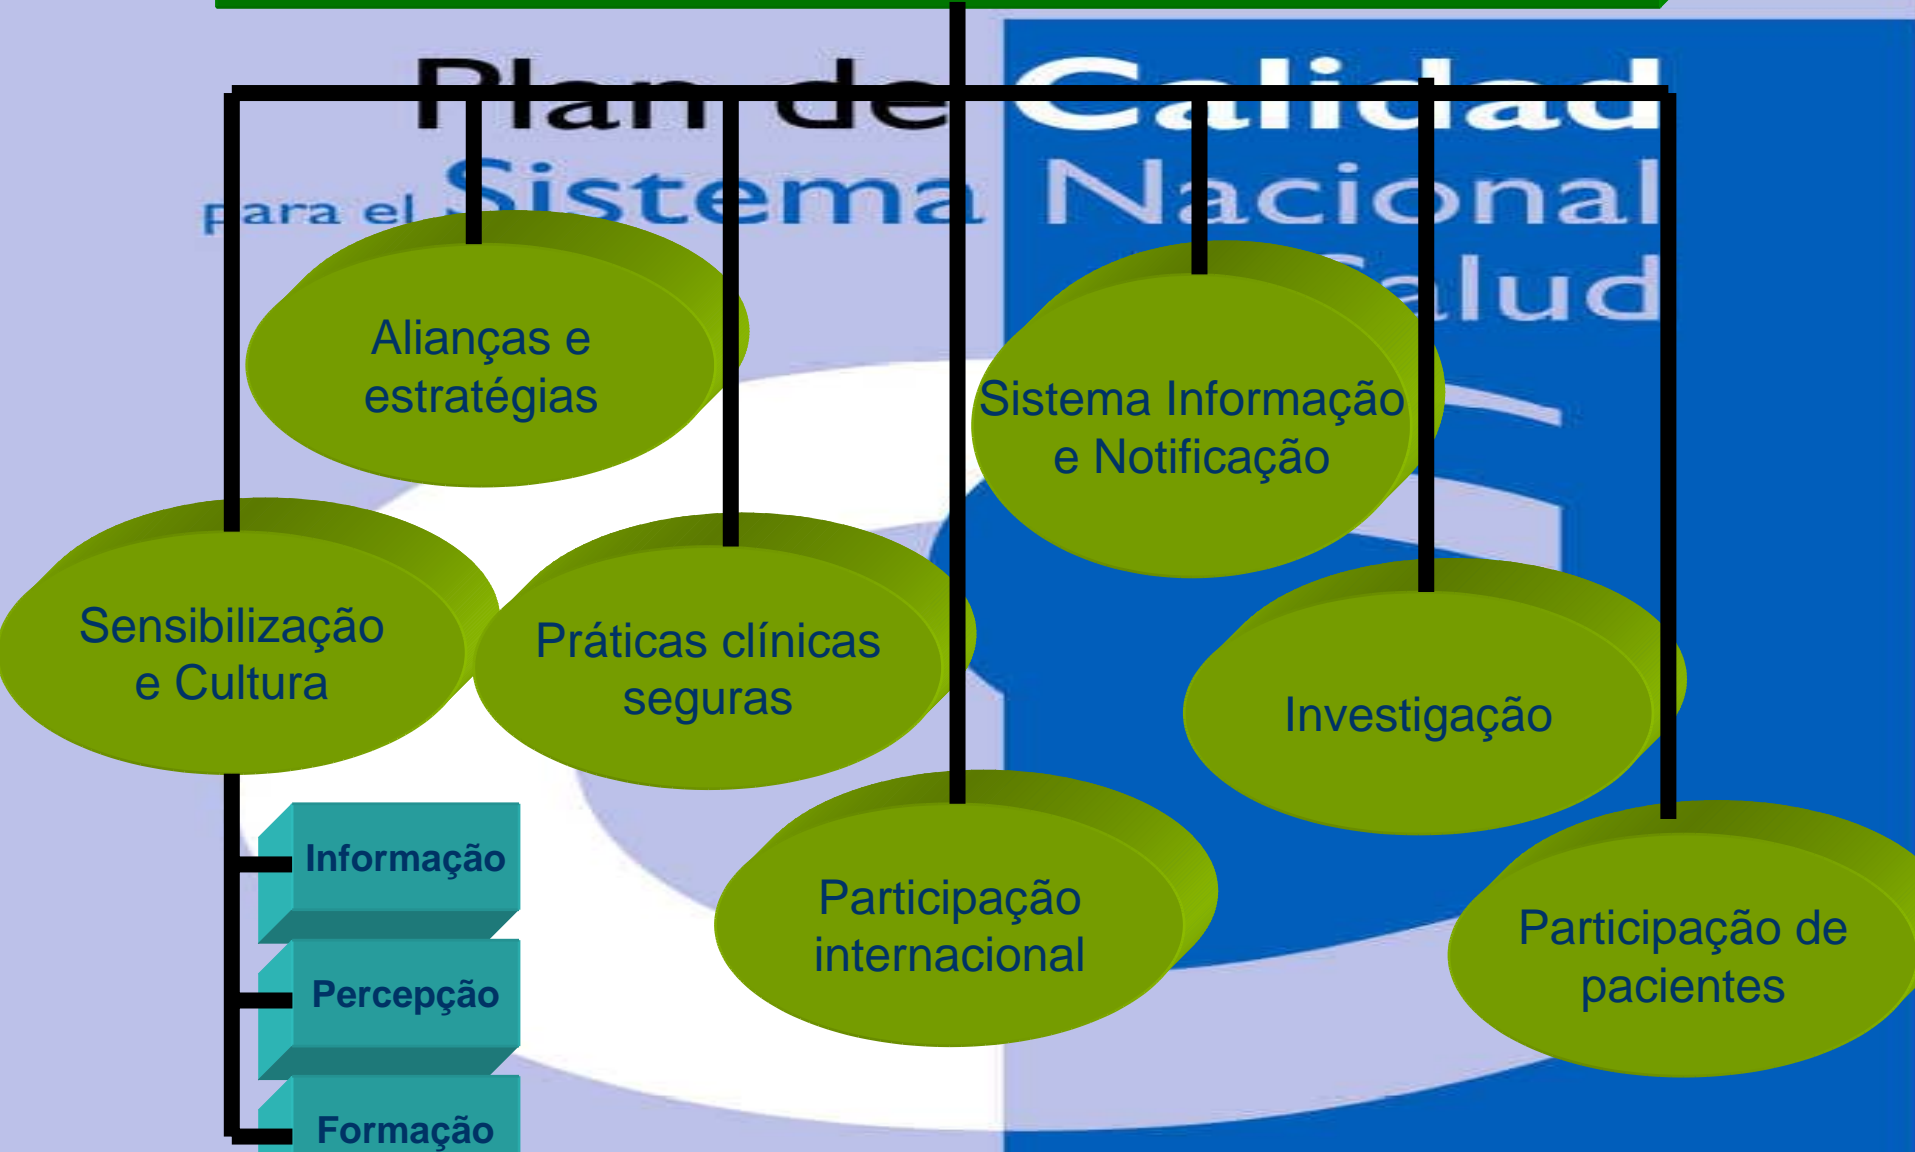 Plan de Calidad
para el Sistema Nacional
Salud
Alianças e
estratégias
Sistema Informação
e Notificação
Sensibilização
e Cultura
Práticas clínicas
seguras
Investigação
Participação
internacional
Participação de
pacientes
Informação
Percepção
Formação